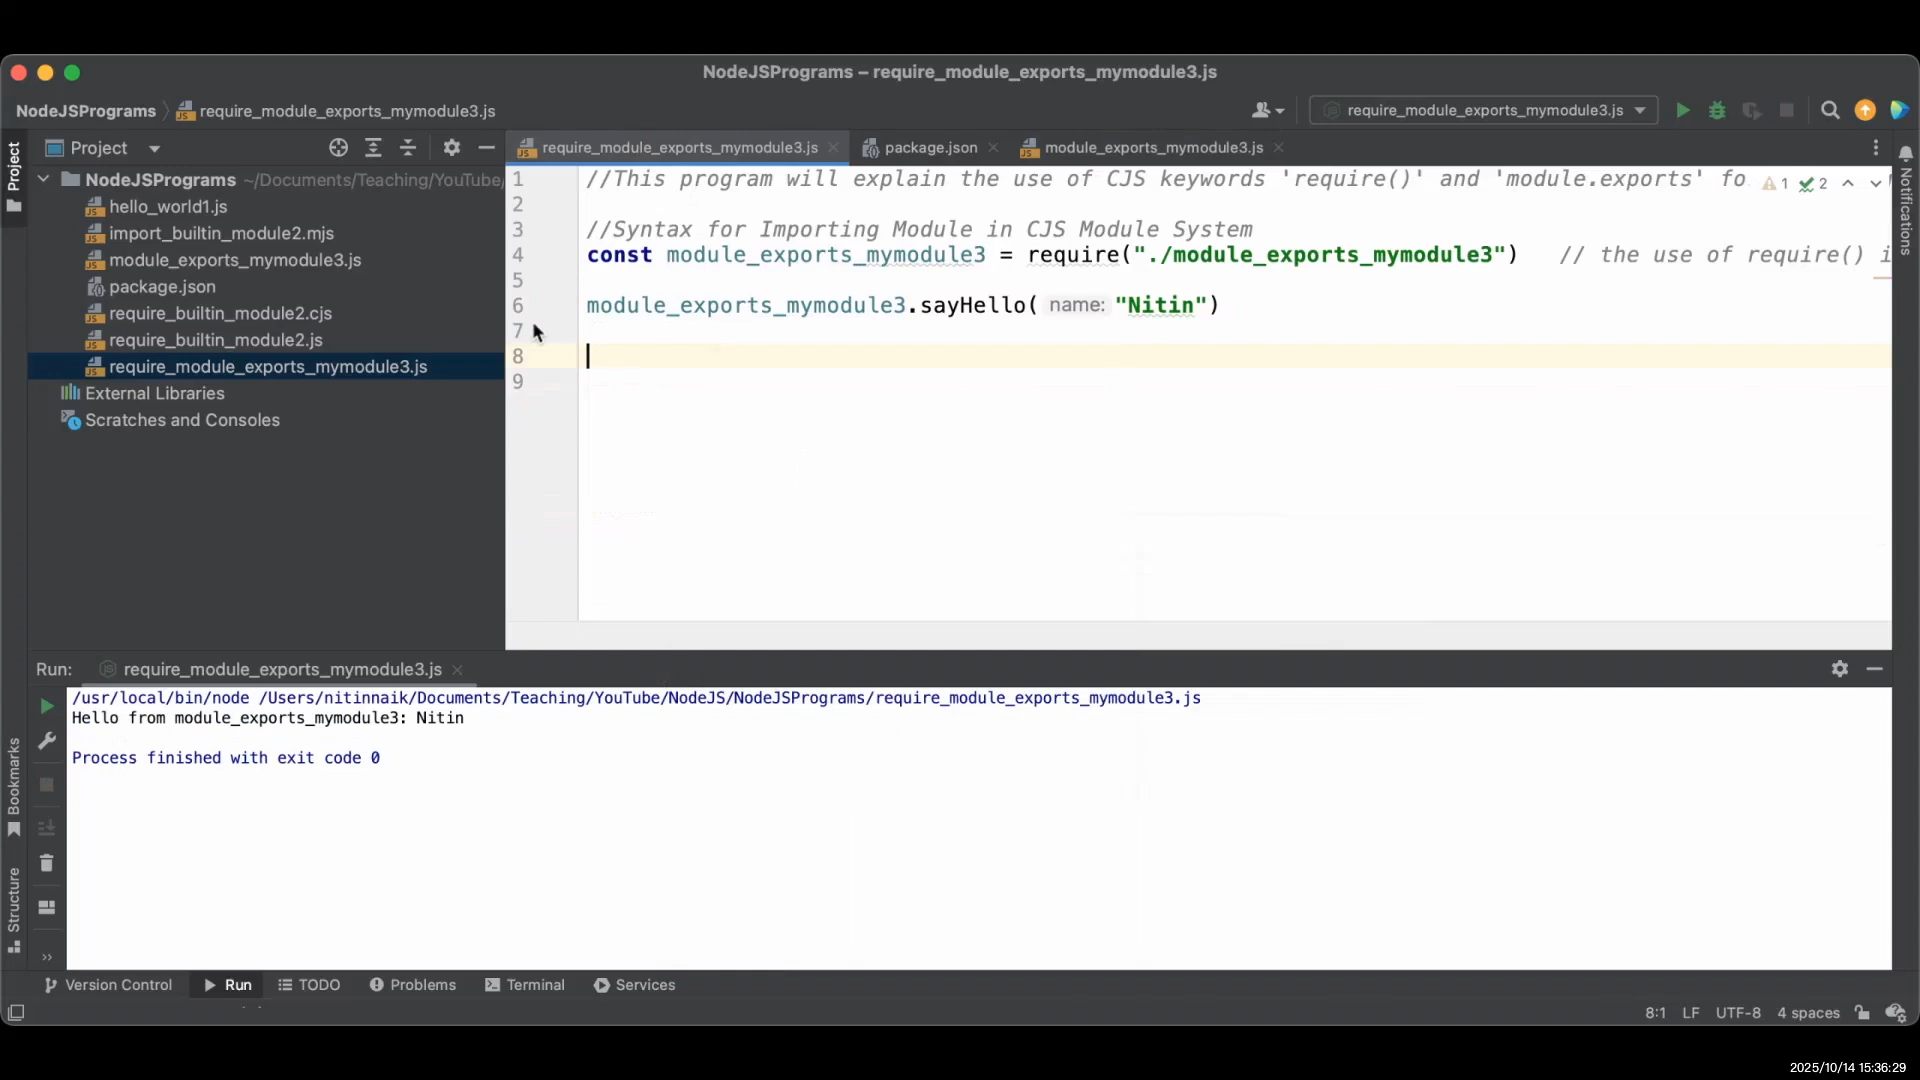 NodeJSPrograms – require_module_exports_mymodule3.js
NodeJSPrograms
require_module_exports_mymodule3.js
require_module_exports_mymodule3.js
Project
Project
require_module_exports_mymodule3.js
package.json
module_exports_mymodule3.js
Notifications
NodeJSPrograms ~/Documents/Teaching/YouTube/
hello_world1.js
import_builtin_module2.mjs
module_exports_mymodule3.js
package.json
require_builtin_module2.cjs
require_builtin_module2.js
require_module_exports_mymodule3.js
External Libraries
Scratches and Consoles
1 //This program will explain the use of CJS keywords 'require()' and 'module.exports' fo
1 2
2
3 //Syntax for Importing Module in CJS Module System
4 const module_exports_mymodule3 = require("./module_exports_mymodule3") // the use of require() i
5
6 module_exports_mymodule3.sayHello( name: "Nitin")
7
8
9
Run: require_module_exports_mymodule3.js
/usr/local/bin/node /Users/nitinnaik/Documents/Teaching/YouTube/NodeJS/NodeJSPrograms/require_module_exports_mymodule3.js
Hello from module_exports_mymodule3: Nitin
Process finished with exit code 0
Bookmarks
Structure
Version Control
Run
TODO
Problems
Terminal
Services
8:1 LF UTF-8 4 spaces
2025/10/14 15:36:29